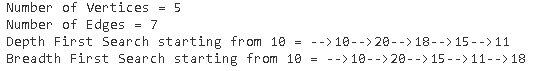 Number of Vertices = 5
Number of Edges = 7
Depth First Search starting from 10 = -->10-->20-->18-->15-->11
Breadth First Search starting from 10 = -->10-->20-->15-->11-->18